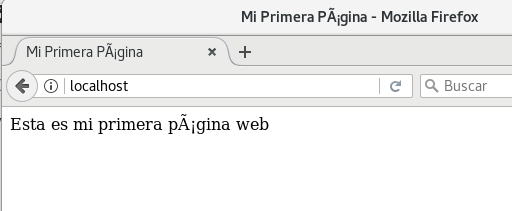 Mi Primera PÃ¡gina - Mozilla Firefox
Mi Primera PÃ¡gina
localhost
Buscar
Esta es mi primera pÃ¡gina web